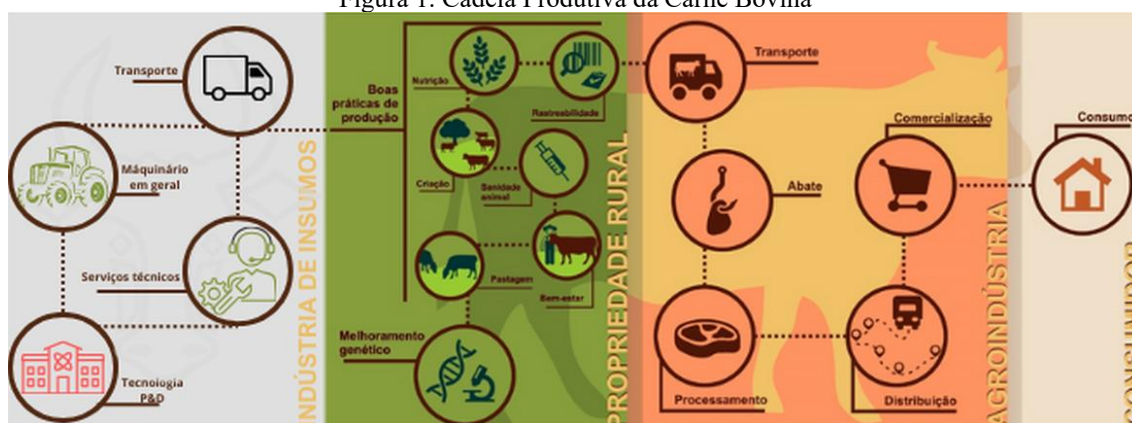 Figura 1: Cadeia Produtiva da Carne Bovina
Transporte
Máquinário
em geral
Serviços técnicos
Tecnologia
P&D
INDÚSTRIA DE INSUMOS
Boas
práticas de
produção
Nutrição
Rastreabilidade
Criação
Sanidade
animal
Pastagem
Bem-estar
Melhoramento
genético
PROPRIEDADE RURAL
Transporte
Abate
Processamento
Comercialização
Distribuição
AGROINDÚSTRIA
Consumo
CONSUMIDOR